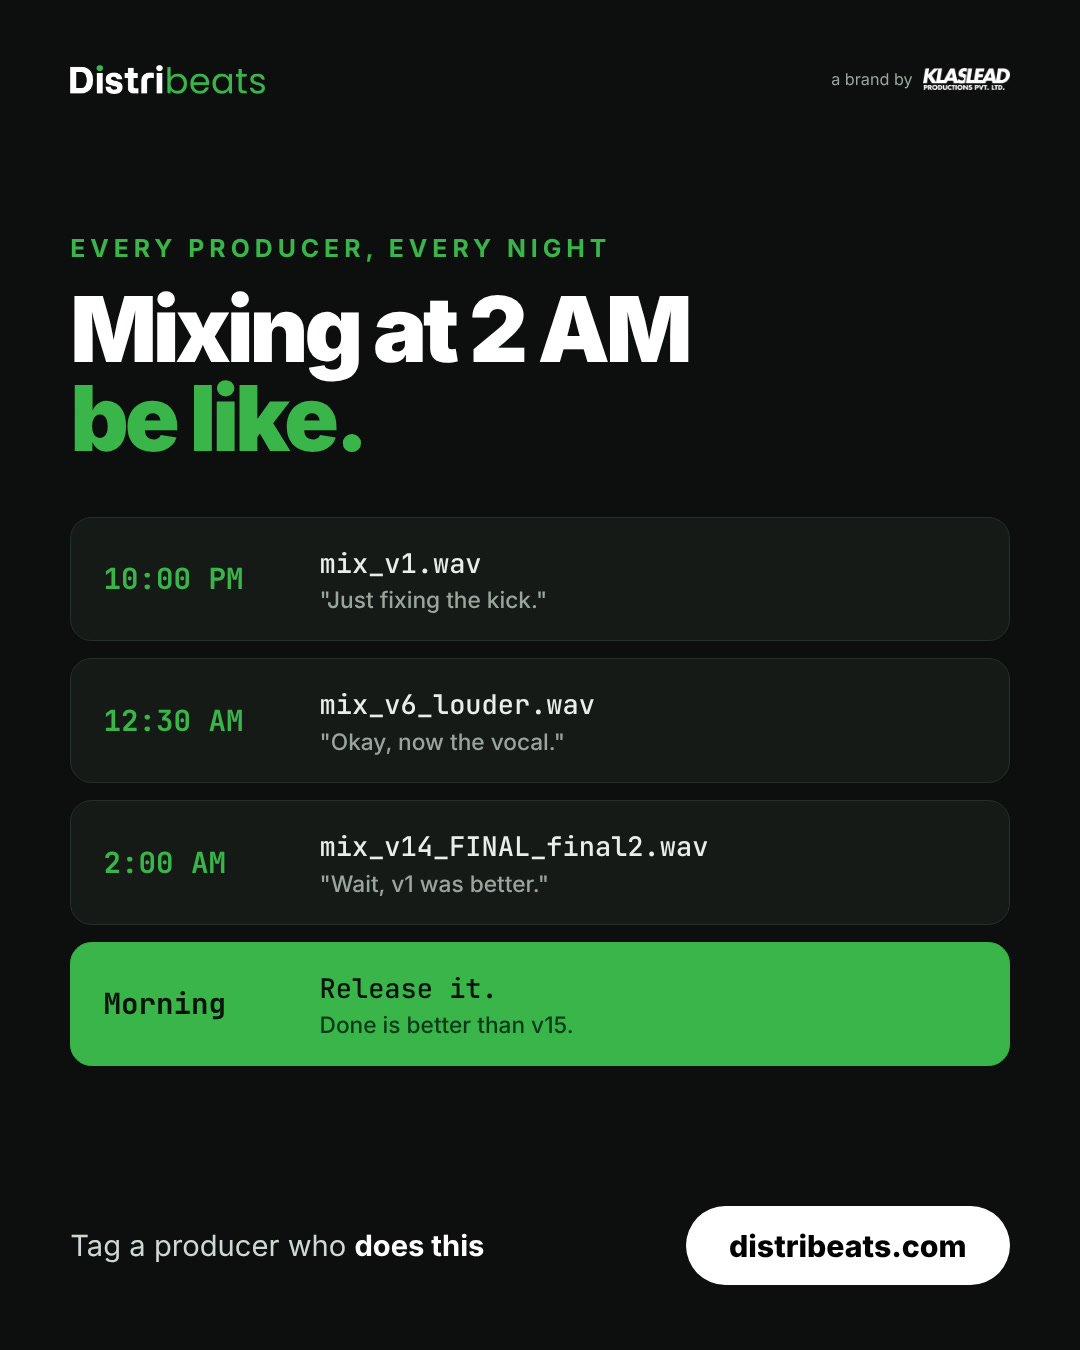 Distribeats
a brand by KLASLEAD
PRODUCTIONS PVT. LTD.
EVERY PRODUCER, EVERY NIGHT
Mixing at 2 AM
be like.
10:00 PM
mix_v1.wav
"Just fixing the kick."
12:30 AM
mix_v6_louder.wav
"Okay, now the vocal."
2:00 AM
mix_v14_FINAL_final2.wav
"Wait, v1 was better."
Morning
Release it.
Done is better than v15.
Tag a producer who does this
distribeats.com